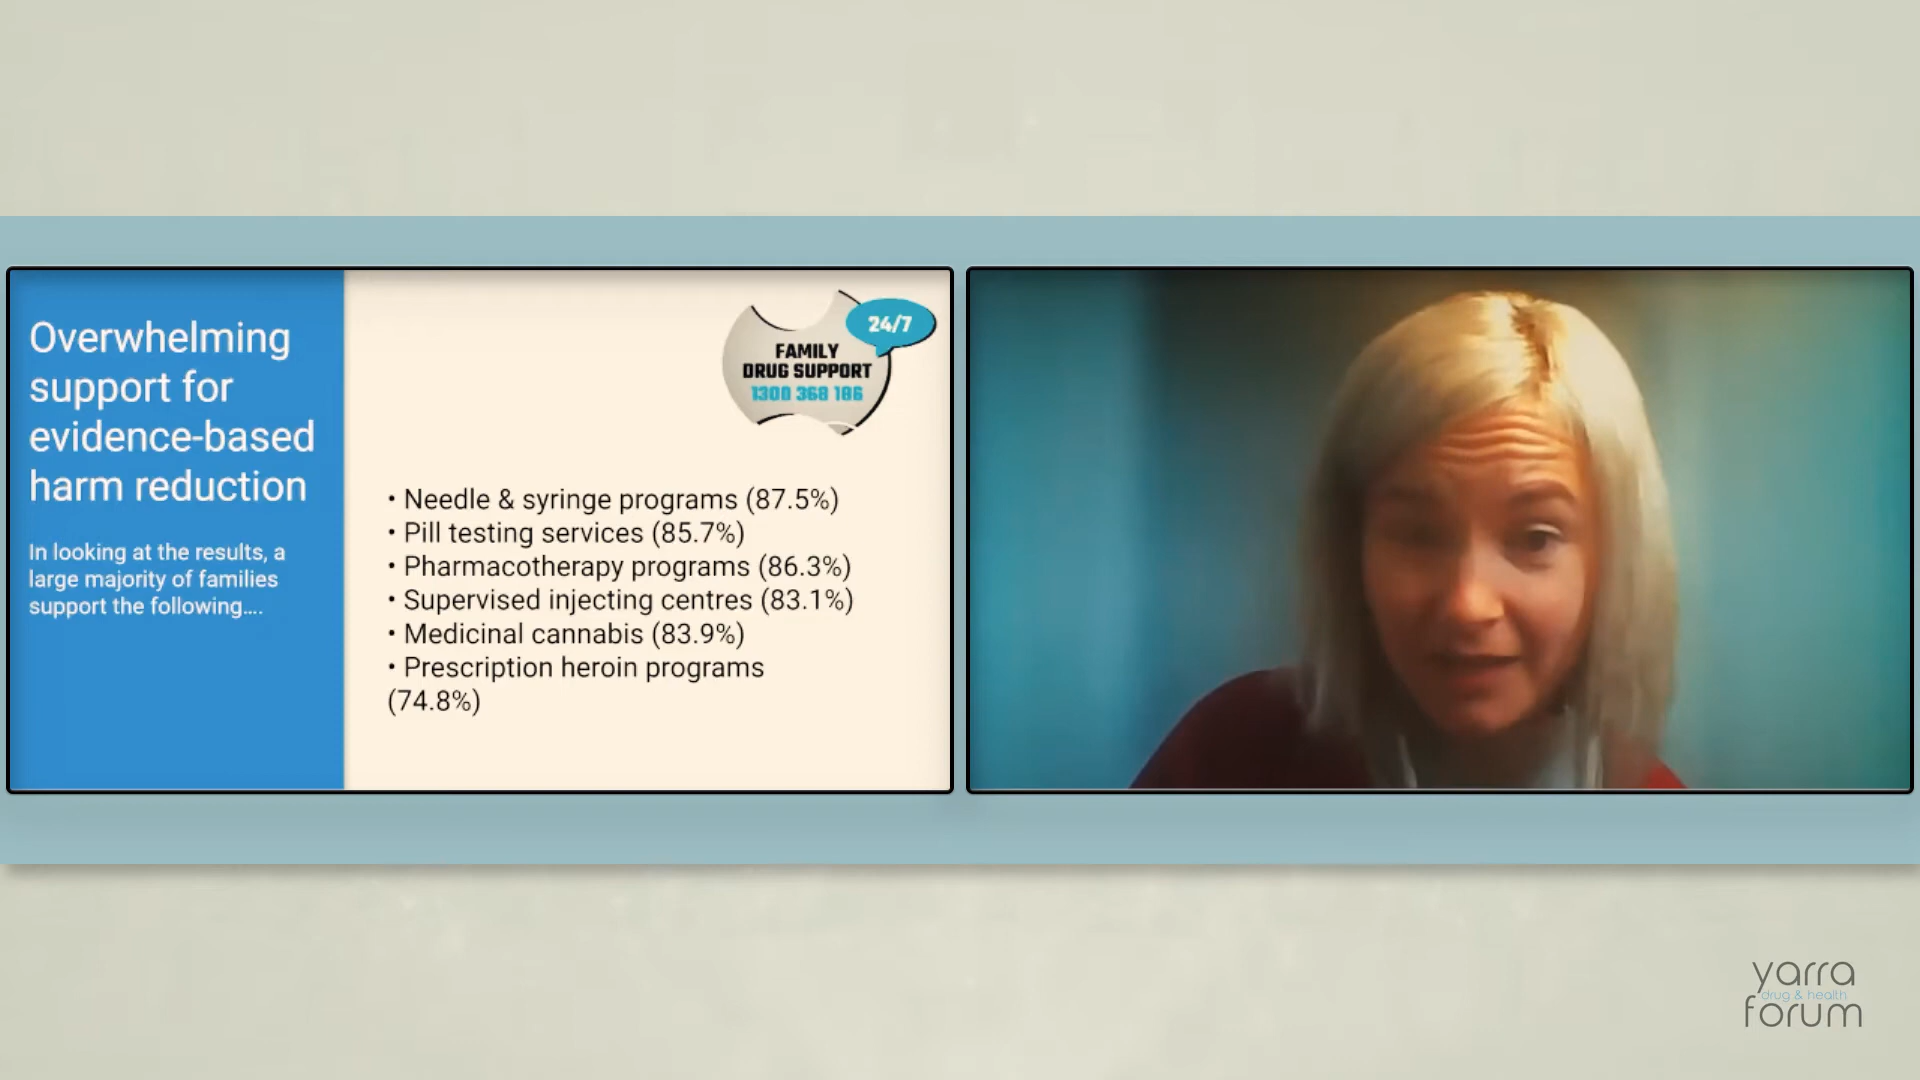 Overwhelming
support for
evidence-based
harm reduction
In looking at the results, a
large majority of families
support the following....
24/7
FAMILY
DRUG SUPPORT
1300 368 186
• Needle & syringe programs (87.5%)
• Pill testing services (85.7%)
• Pharmacotherapy programs (86.3%)
• Supervised injecting centres (83.1%)
• Medicinal cannabis (83.9%)
• Prescription heroin programs
(74.8%)
yarra
drug & health
forum